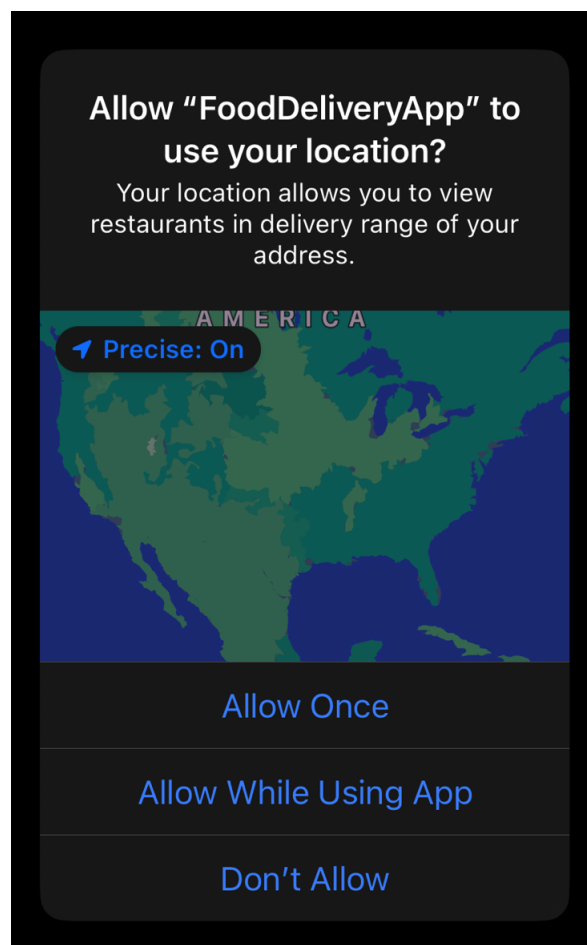 Allow “FoodDeliveryApp” to
use your location?
Your location allows you to view
restaurants in delivery range of your
address.
AMERICA
Precise: On
Allow Once
Allow While Using App
Don’t Allow